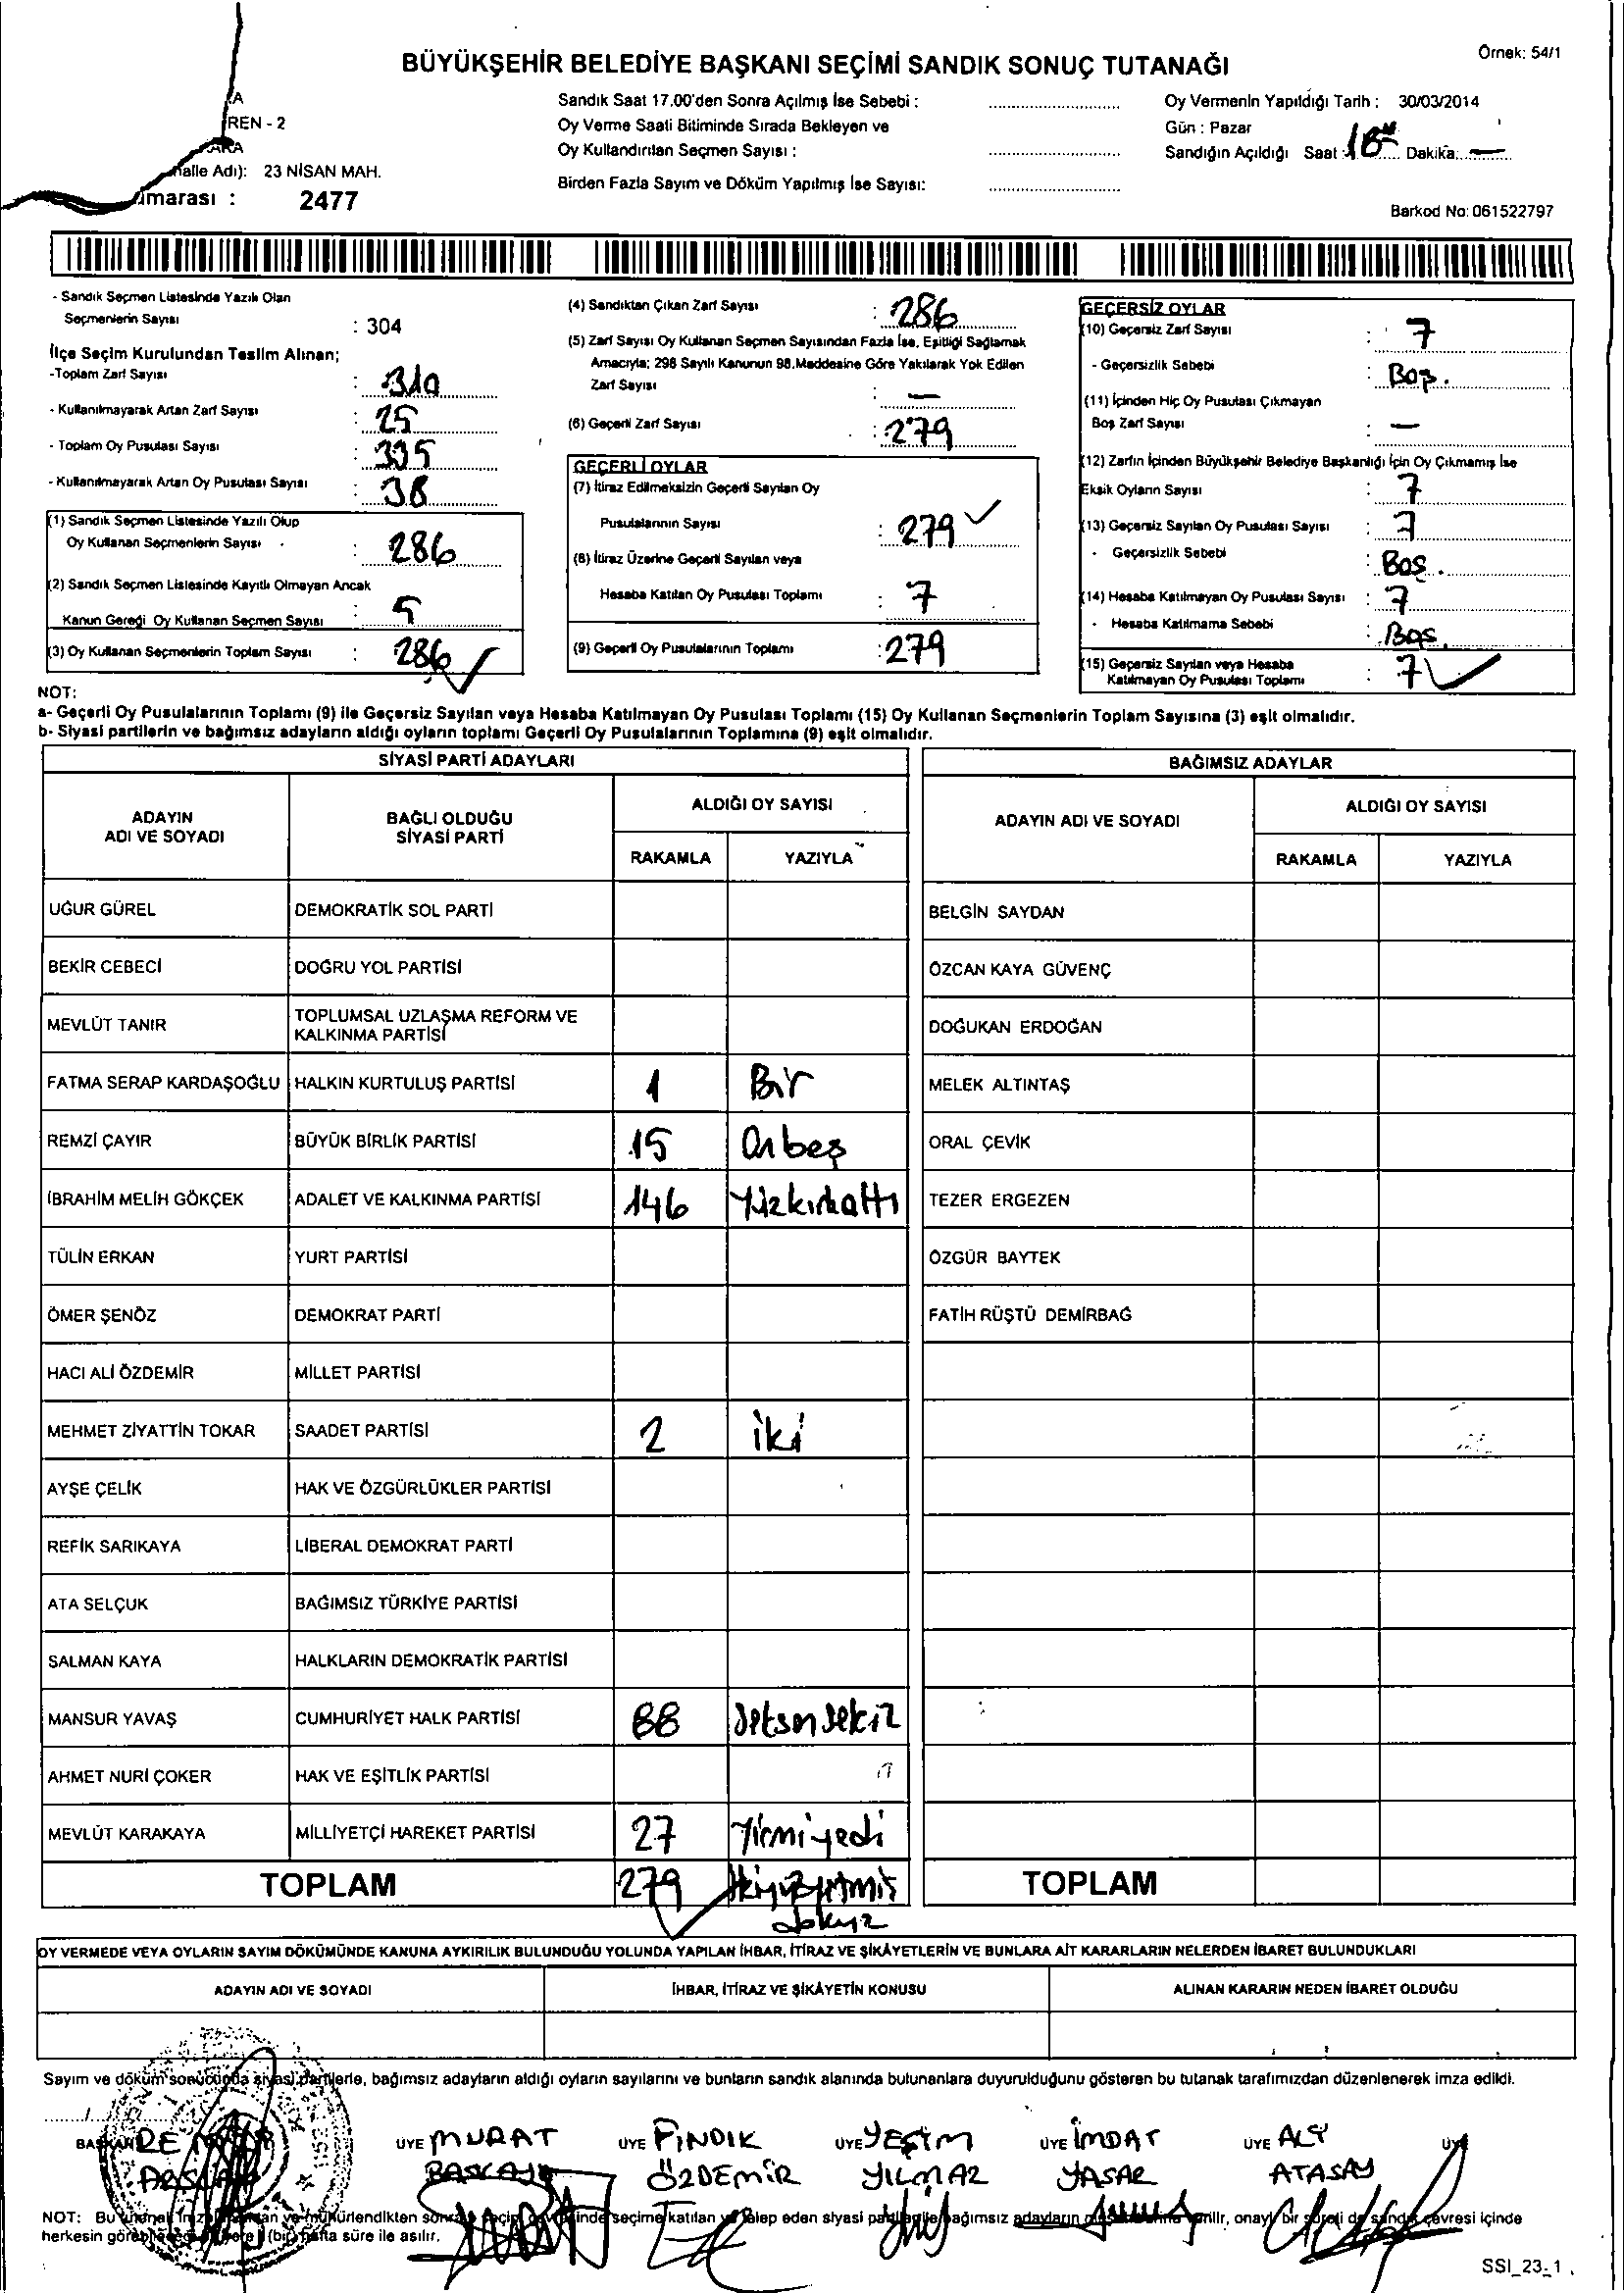 Örnek: 54/1
BÜYÜKŞEHİR BELEDİYE BAŞKANI SEÇİMİ SANDIK SONUÇ TUTANAĞI
REN - 2
23 NİSAN MAH.
2477
Sandık Saat 17.00'den Sonra Açılmış İse Sebebi :
Oy Verme Saati Bitiminde Sırada Bekleyen ve
Oy Kullandırılan Seçmen Sayısı :
Birden Fazla Sayım ve Döküm Yapılmış İse Sayısı:
Oy Vermenin Yapıldığı Tarih : 30/03/2014
Gün : Pazar
Sandığın Açıldığı Saat : Dakika: —
Barkod No: 061522797
- Sandık Seçmen Listesinde Yazılı Olan
Seçmenlerin Sayısı : 304
İlçe Seçim Kurulundan Teslim Alınan;
-Toplam Zarf Sayısı : 310
- Kullanılmayarak Artan Zarf Sayısı : 25
- Toplam Oy Pusulası Sayısı : 335
- Kullanılmayarak Artan Oy Pusulası Sayısı : 38
(1) Sandık Seçmen Listesinde Yazılı Olup
Oy Kullanan Seçmenlerin Sayısı : 286
(2) Sandık Seçmen Listesinde Kayıtlı Olmayan Ancak
Kanun Gereği Oy Kullanan Seçmen Sayısı : 5
(3) Oy Kullanan Seçmenlerin Toplam Sayısı : 286
(4) Sandıktan Çıkan Zarf Sayısı : 286
(5) Zarf Sayısı Oy Kullanan Seçmen Sayısından Fazla İse, Eşitliği Sağlamak
Amacıyla; 298 Sayılı Kanunun 98.Maddesine Göre Yakılarak Yok Edilen
Zarf Sayısı : —
(6) Geçerli Zarf Sayısı : 279
GEÇERLİ OYLAR
(7) İtiraz Edilmeksizin Geçerli Sayılan Oy
Pusulalarının Sayısı : 279
(8) İtiraz Üzerine Geçerli Sayılan veya
Hesaba Katılan Oy Pusulası Toplamı : 7
(9) Geçerli Oy Pusulalarının Toplamı : 279
GEÇERSİZ OYLAR
(10) Geçersiz Zarf Sayısı : 7
- Geçersizlik Sebebi : Boş.
(11) İçinden Hiç Oy Pusulası Çıkmayan
Boş Zarf Sayısı : —
(12) Zarfın İçinden Büyükşehir Belediye Başkanlığı İçin Oy Çıkmamış İse
Eksik Oyların Sayısı : 7
(13) Geçersiz Sayılan Oy Pusulası Sayısı : 7
- Geçersizlik Sebebi : Boş.
(14) Hesaba Katılmayan Oy Pusulası Sayısı : 7
- Hesaba Katılmama Sebebi : Boş
(15) Geçersiz Sayılan veya Hesaba
Katılmayan Oy Pusulası Toplamı : 7
NOT:
a- Geçerli Oy Pusulalarının Toplamı (9) ile Geçersiz Sayılan veya Hesaba Katılmayan Oy Pusulası Toplamı (15) Oy Kullanan Seçmenlerin Toplam Sayısına (3) eşit olmalıdır.
b- Siyasi partilerin ve bağımsız adayların aldığı oyların toplamı Geçerli Oy Pusulalarının Toplamına (9) eşit olmalıdır.
SİYASİ PARTİ ADAYLARI
ADAYIN ADI VE SOYADI
BAĞLI OLDUĞU SİYASİ PARTİ
ALDIĞI OY SAYISI
RAKAMLA YAZIYLA
BAĞIMSIZ ADAYLAR
ADAYIN ADI VE SOYADI
ALDIĞI OY SAYISI
RAKAMLA YAZIYLA
UĞUR GÜREL DEMOKRATİK SOL PARTİ BELGİN SAYDAN
BEKİR CEBECİ DOĞRU YOL PARTİSİ ÖZCAN KAYA GÜVENÇ
MEVLÜT TANIR TOPLUMSAL UZLAŞMA REFORM VE KALKINMA PARTİSİ DOĞUKAN ERDOĞAN
FATMA SERAP KARDAŞOĞLU HALKIN KURTULUŞ PARTİSİ 1 Bir MELEK ALTINTAŞ
REMZİ ÇAYIR BÜYÜK BİRLİK PARTİSİ 15 Onbeş ORAL ÇEVİK
İBRAHİM MELİH GÖKÇEK ADALET VE KALKINMA PARTİSİ 146 Yüzkırkaltı TEZER ERGEZEN
TÜLİN ERKAN YURT PARTİSİ ÖZGÜR BAYTEK
ÖMER ŞENÖZ DEMOKRAT PARTİ FATİH RÜŞTÜ DEMİRBAĞ
HACI ALİ ÖZDEMİR MİLLET PARTİSİ
MEHMET ZİYATTİN TOKAR SAADET PARTİSİ 2 iki
AYŞE ÇELİK HAK VE ÖZGÜRLÜKLER PARTİSİ
REFİK SARIKAYA LİBERAL DEMOKRAT PARTİ
ATA SELÇUK BAĞIMSIZ TÜRKİYE PARTİSİ
SALMAN KAYA HALKLARIN DEMOKRATİK PARTİSİ
MANSUR YAVAŞ CUMHURİYET HALK PARTİSİ 88 Seksensekiz
AHMET NURİ ÇOKER HAK VE EŞİTLİK PARTİSİ
MEVLÜT KARAKAYA MİLLİYETÇİ HAREKET PARTİSİ 27 Yirmiyedi
TOPLAM 279 İkiyüzyetmiş dokuz TOPLAM
OY VERMEDE VEYA OYLARIN SAYIM DÖKÜMÜNDE KANUNA AYKIRILIK BULUNDUĞU YOLUNDA YAPILAN İHBAR, İTİRAZ VE ŞİKÂYETLERİN VE BUNLARA AİT KARARLARIN NELERDEN İBARET BULUNDUKLARI
ADAYIN ADI VE SOYADI İHBAR, İTİRAZ VE ŞİKÂYETİN KONUSU ALINAN KARARIN NEDEN İBARET OLDUĞU
Sayım ve döküm sonucunda siyasi partilerle, bağımsız adayların aldığı oyların sayılarını ve bunların sandık alanında bulunanlara duyurulduğunu gösteren bu tutanak tarafımızdan düzenlenerek imza edildi.
ÜYE MURAT ÜYE FINDIK ÜYE YEŞİM ÜYE İMDAT ÜYE ALİ ÜYE
BAŞKAYA ÖZDEMİR YILMAZ YAŞAR ATASAY
NOT: seçime katılan talep eden siyasi bağımsız adayların onaylı bir sureti de sandık çevresi içinde
herkesin (bir) hafta süre ile asılır.
SSİ_23_1